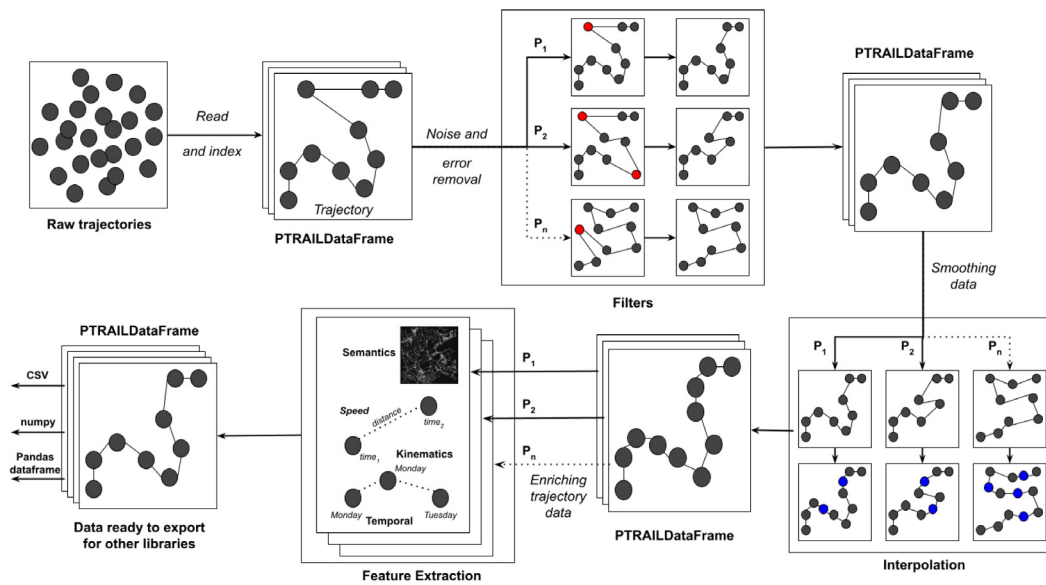 Raw trajectories
Read
and index
Trajectory
PTRAILDataFrame
Noise and
error
removal
P1
P2
Pn
Filters
PTRAILDataFrame
Smoothing
data
P1
P2
Pn
Interpolation
PTRAILDataFrame
P1
P2
Pn
Enriching
trajectory
data
Semantics
Speed
distance
time2
time1
Kinematics
Monday
Monday
Tuesday
Temporal
Feature Extraction
PTRAILDataFrame
CSV
numpy
Pandas
dataframe
Data ready to export
for other libraries